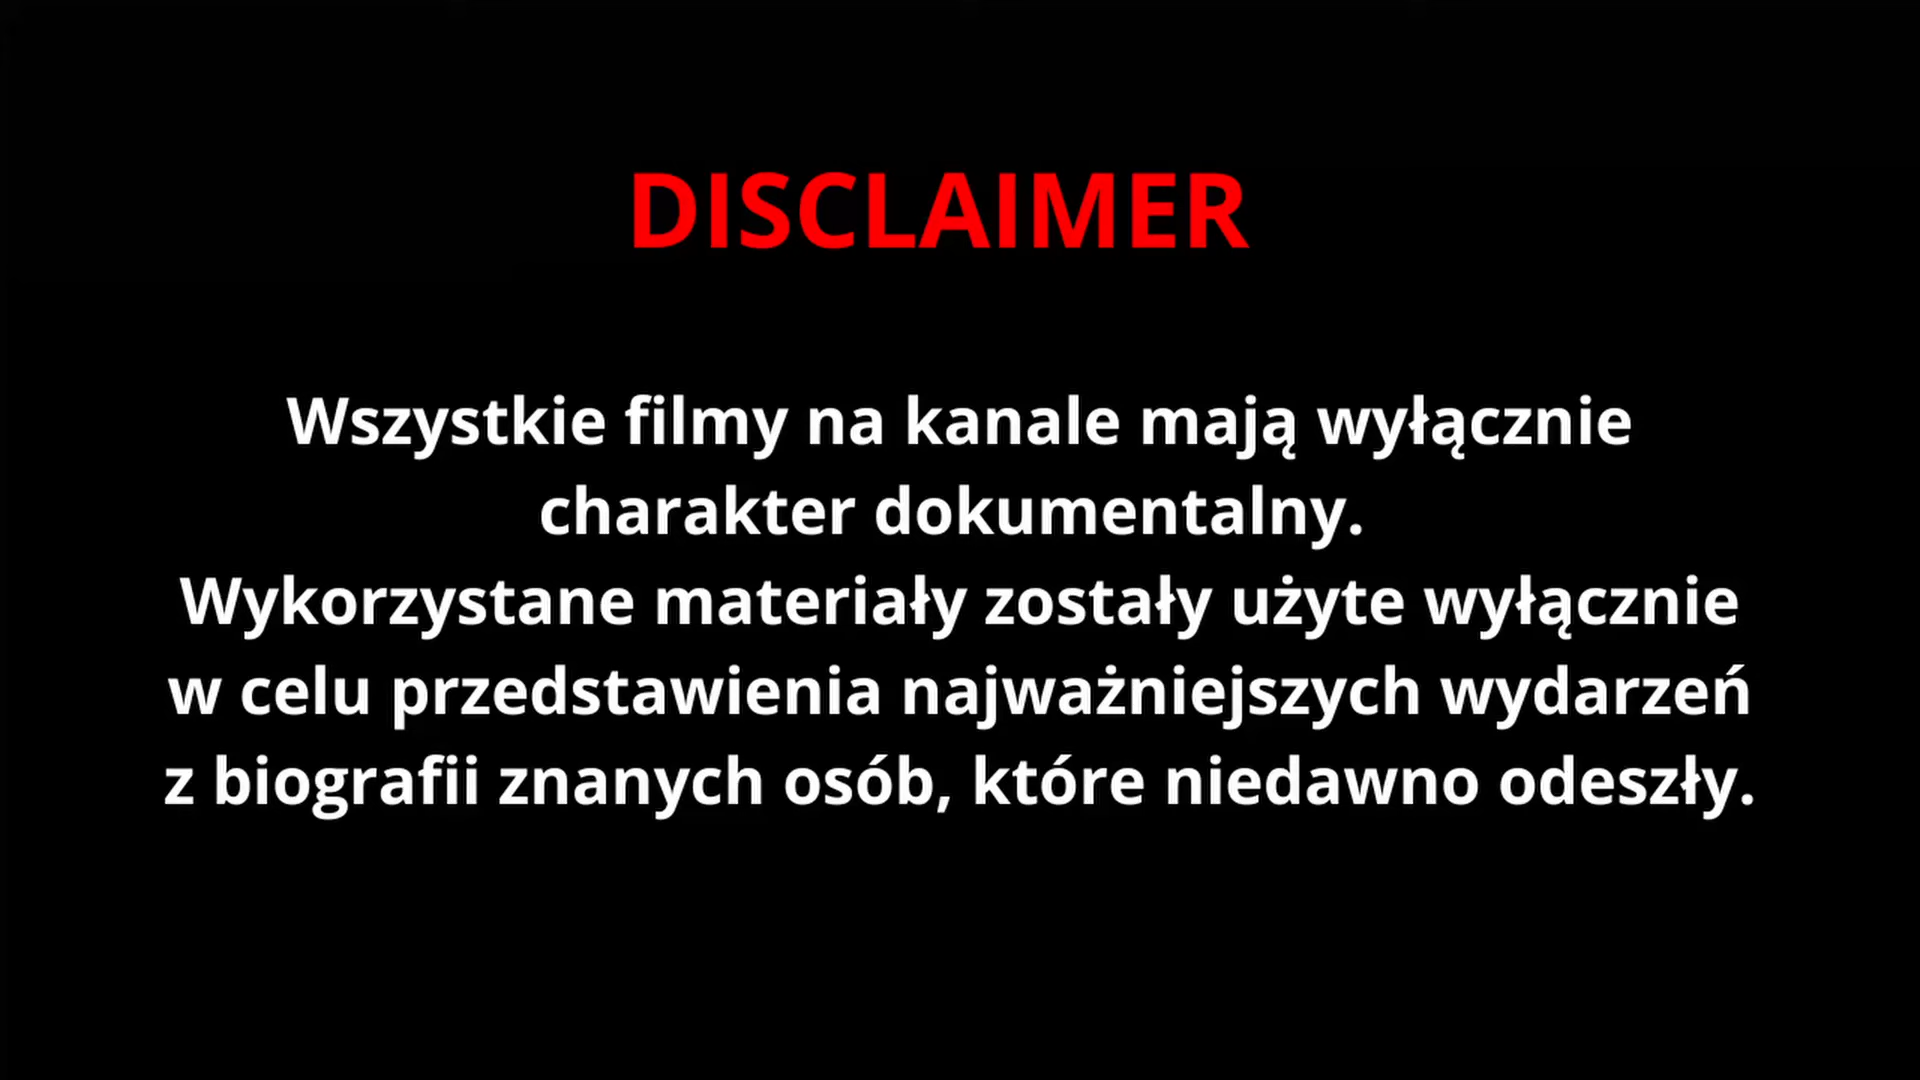 DISCLAIMER
Wszystkie filmy na kanale mają wyłącznie
charakter dokumentalny.
Wykorzystane materiały zostały użyte wyłącznie
w celu przedstawienia najważniejszych wydarzeń
z biografii znanych osób, które niedawno odeszły.